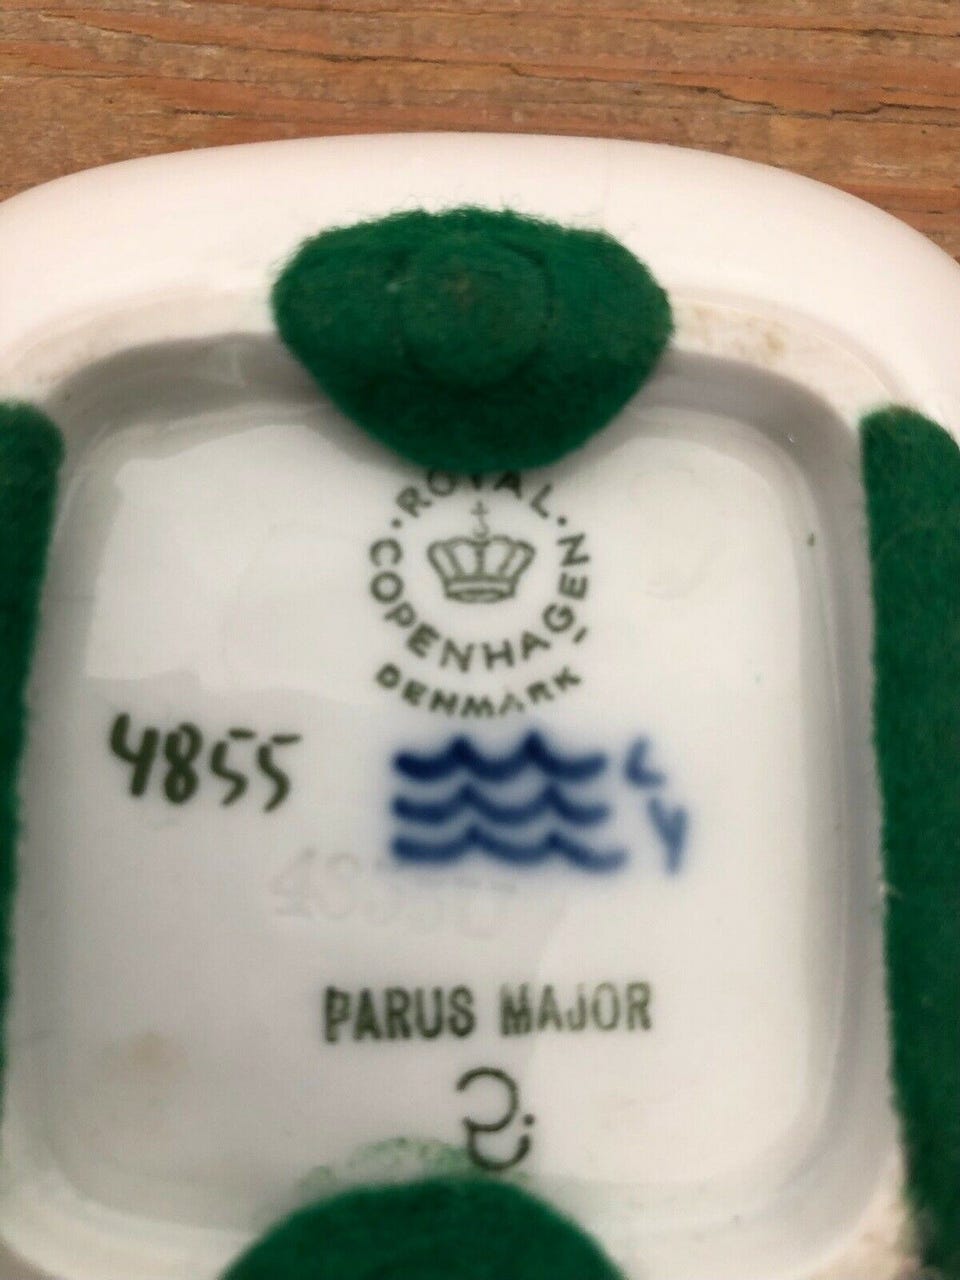 ROYAL
COPENHAGEN
DENMARK
4855
L
V
PARUS MAJOR